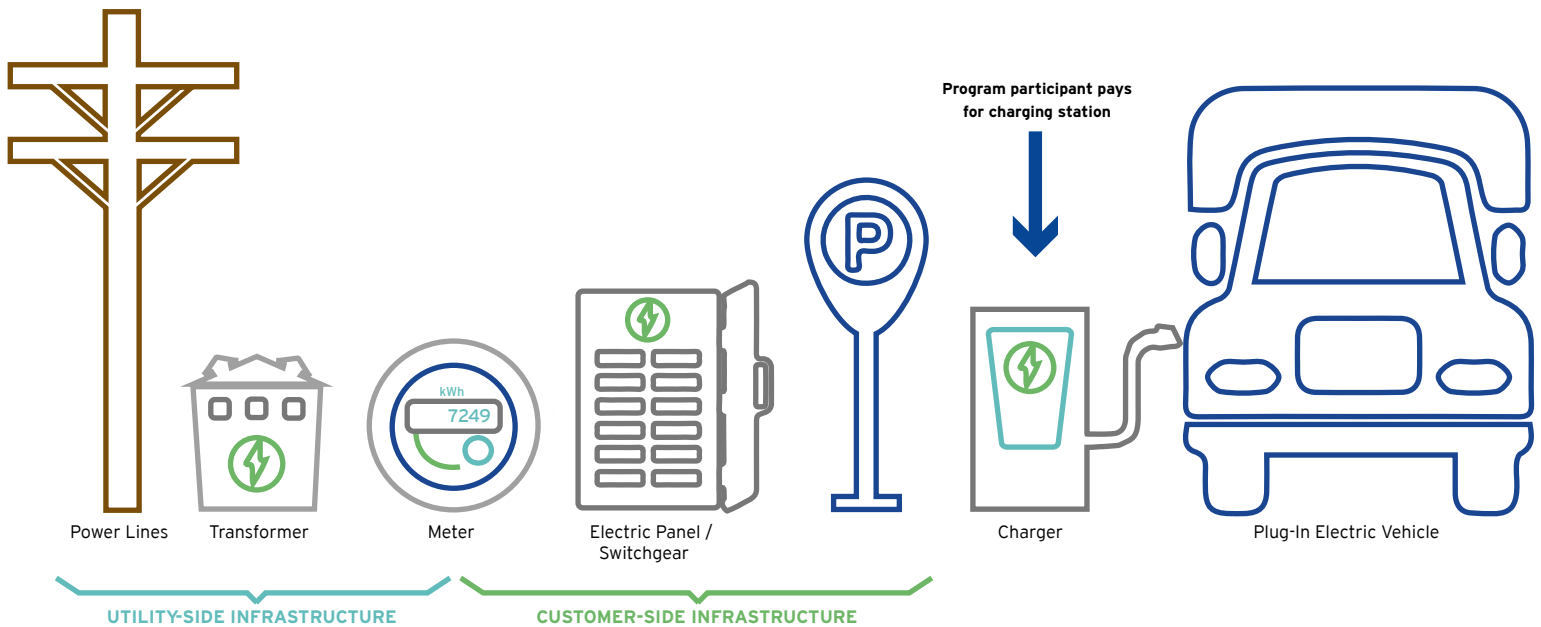 Program participant pays
for charging station
P
kWh
7249
Power Lines
Transformer
Meter
Electric Panel /
Switchgear
Charger
Plug-In Electric Vehicle
UTILITY-SIDE INFRASTRUCTURE
CUSTOMER-SIDE INFRASTRUCTURE